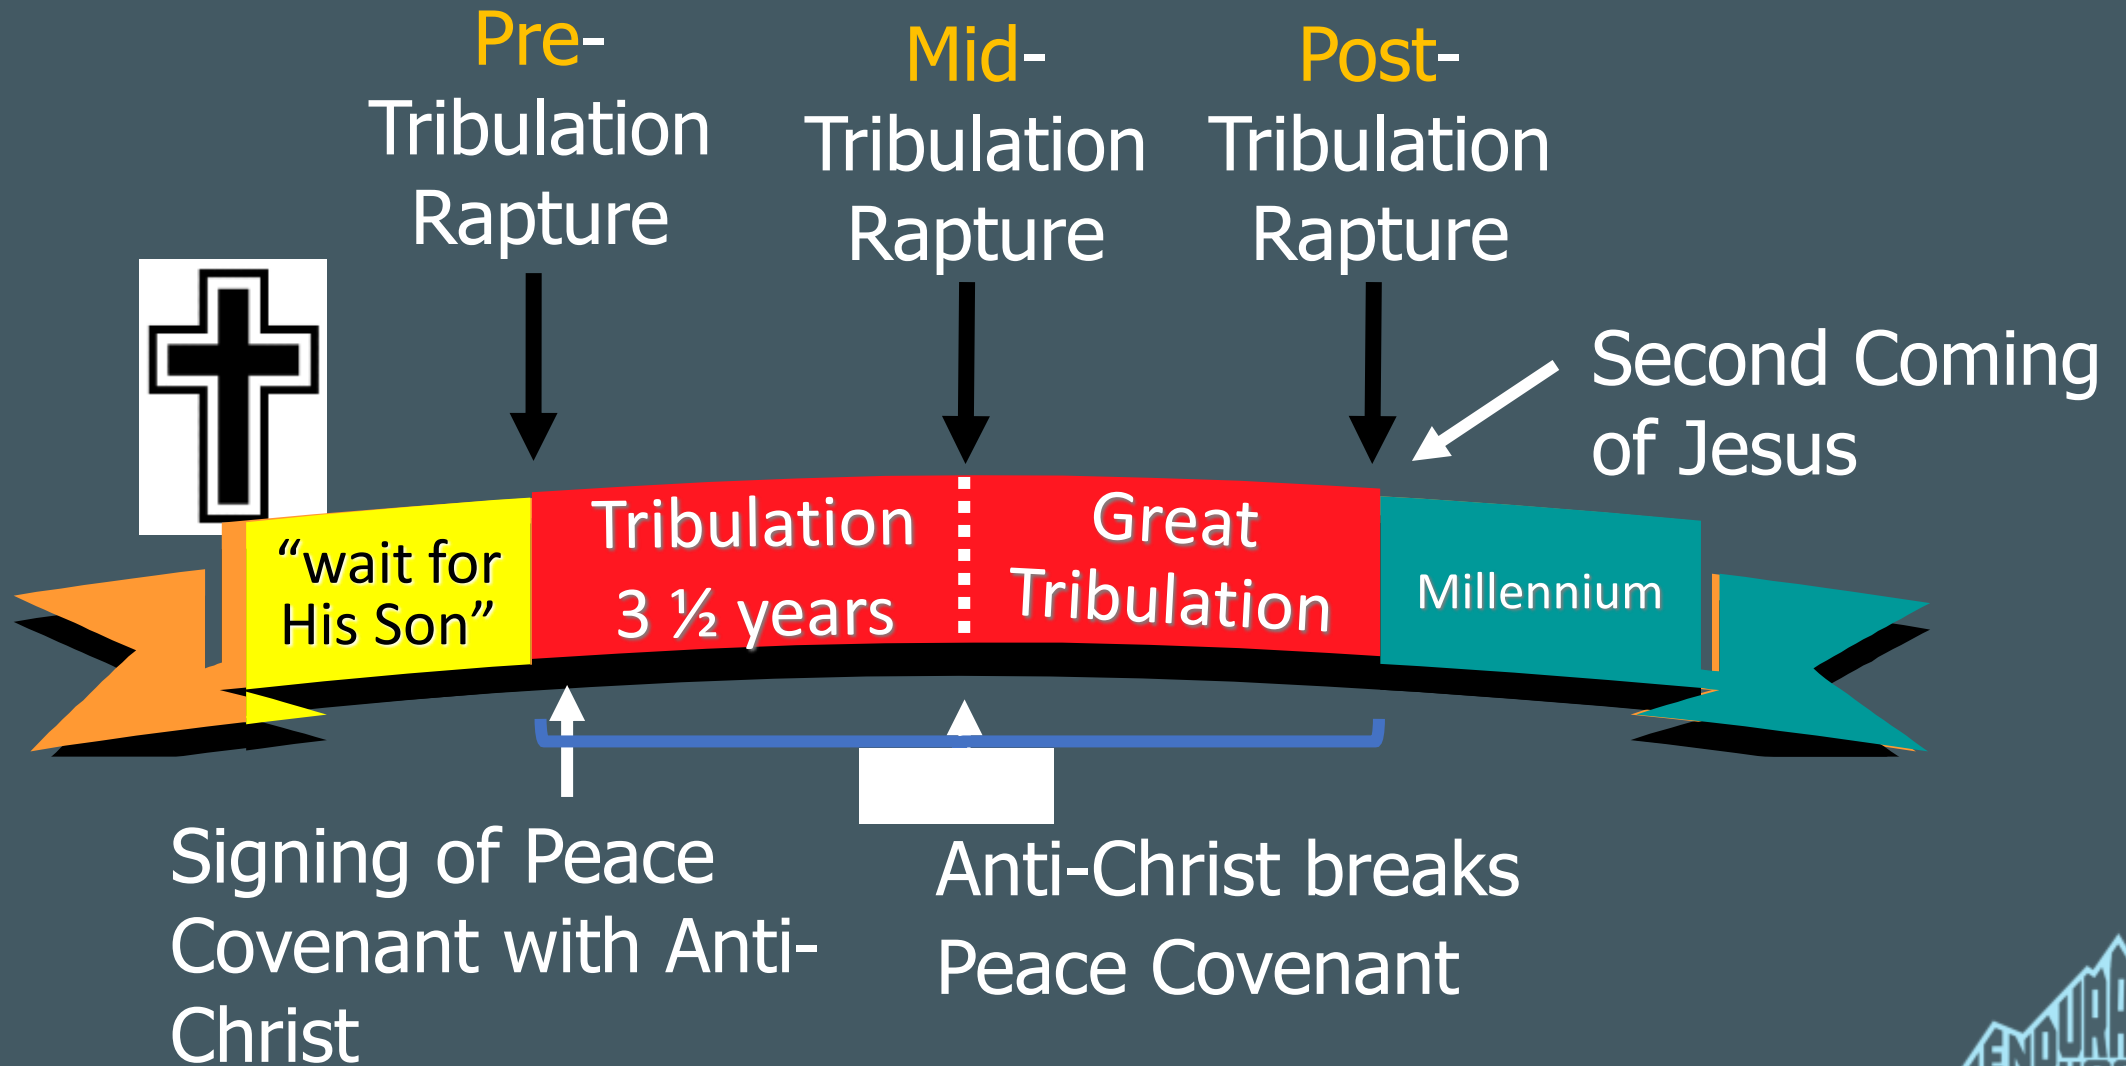 Pre-
Tribulation
Rapture
Mid-
Tribulation
Rapture
Post-
Tribulation
Rapture
Second Coming
of Jesus
“wait for
His Son”
Tribulation
3 ½ years
Great
Tribulation
Millennium
Signing of Peace
Covenant with Anti-
Christ
Anti-Christ breaks
Peace Covenant